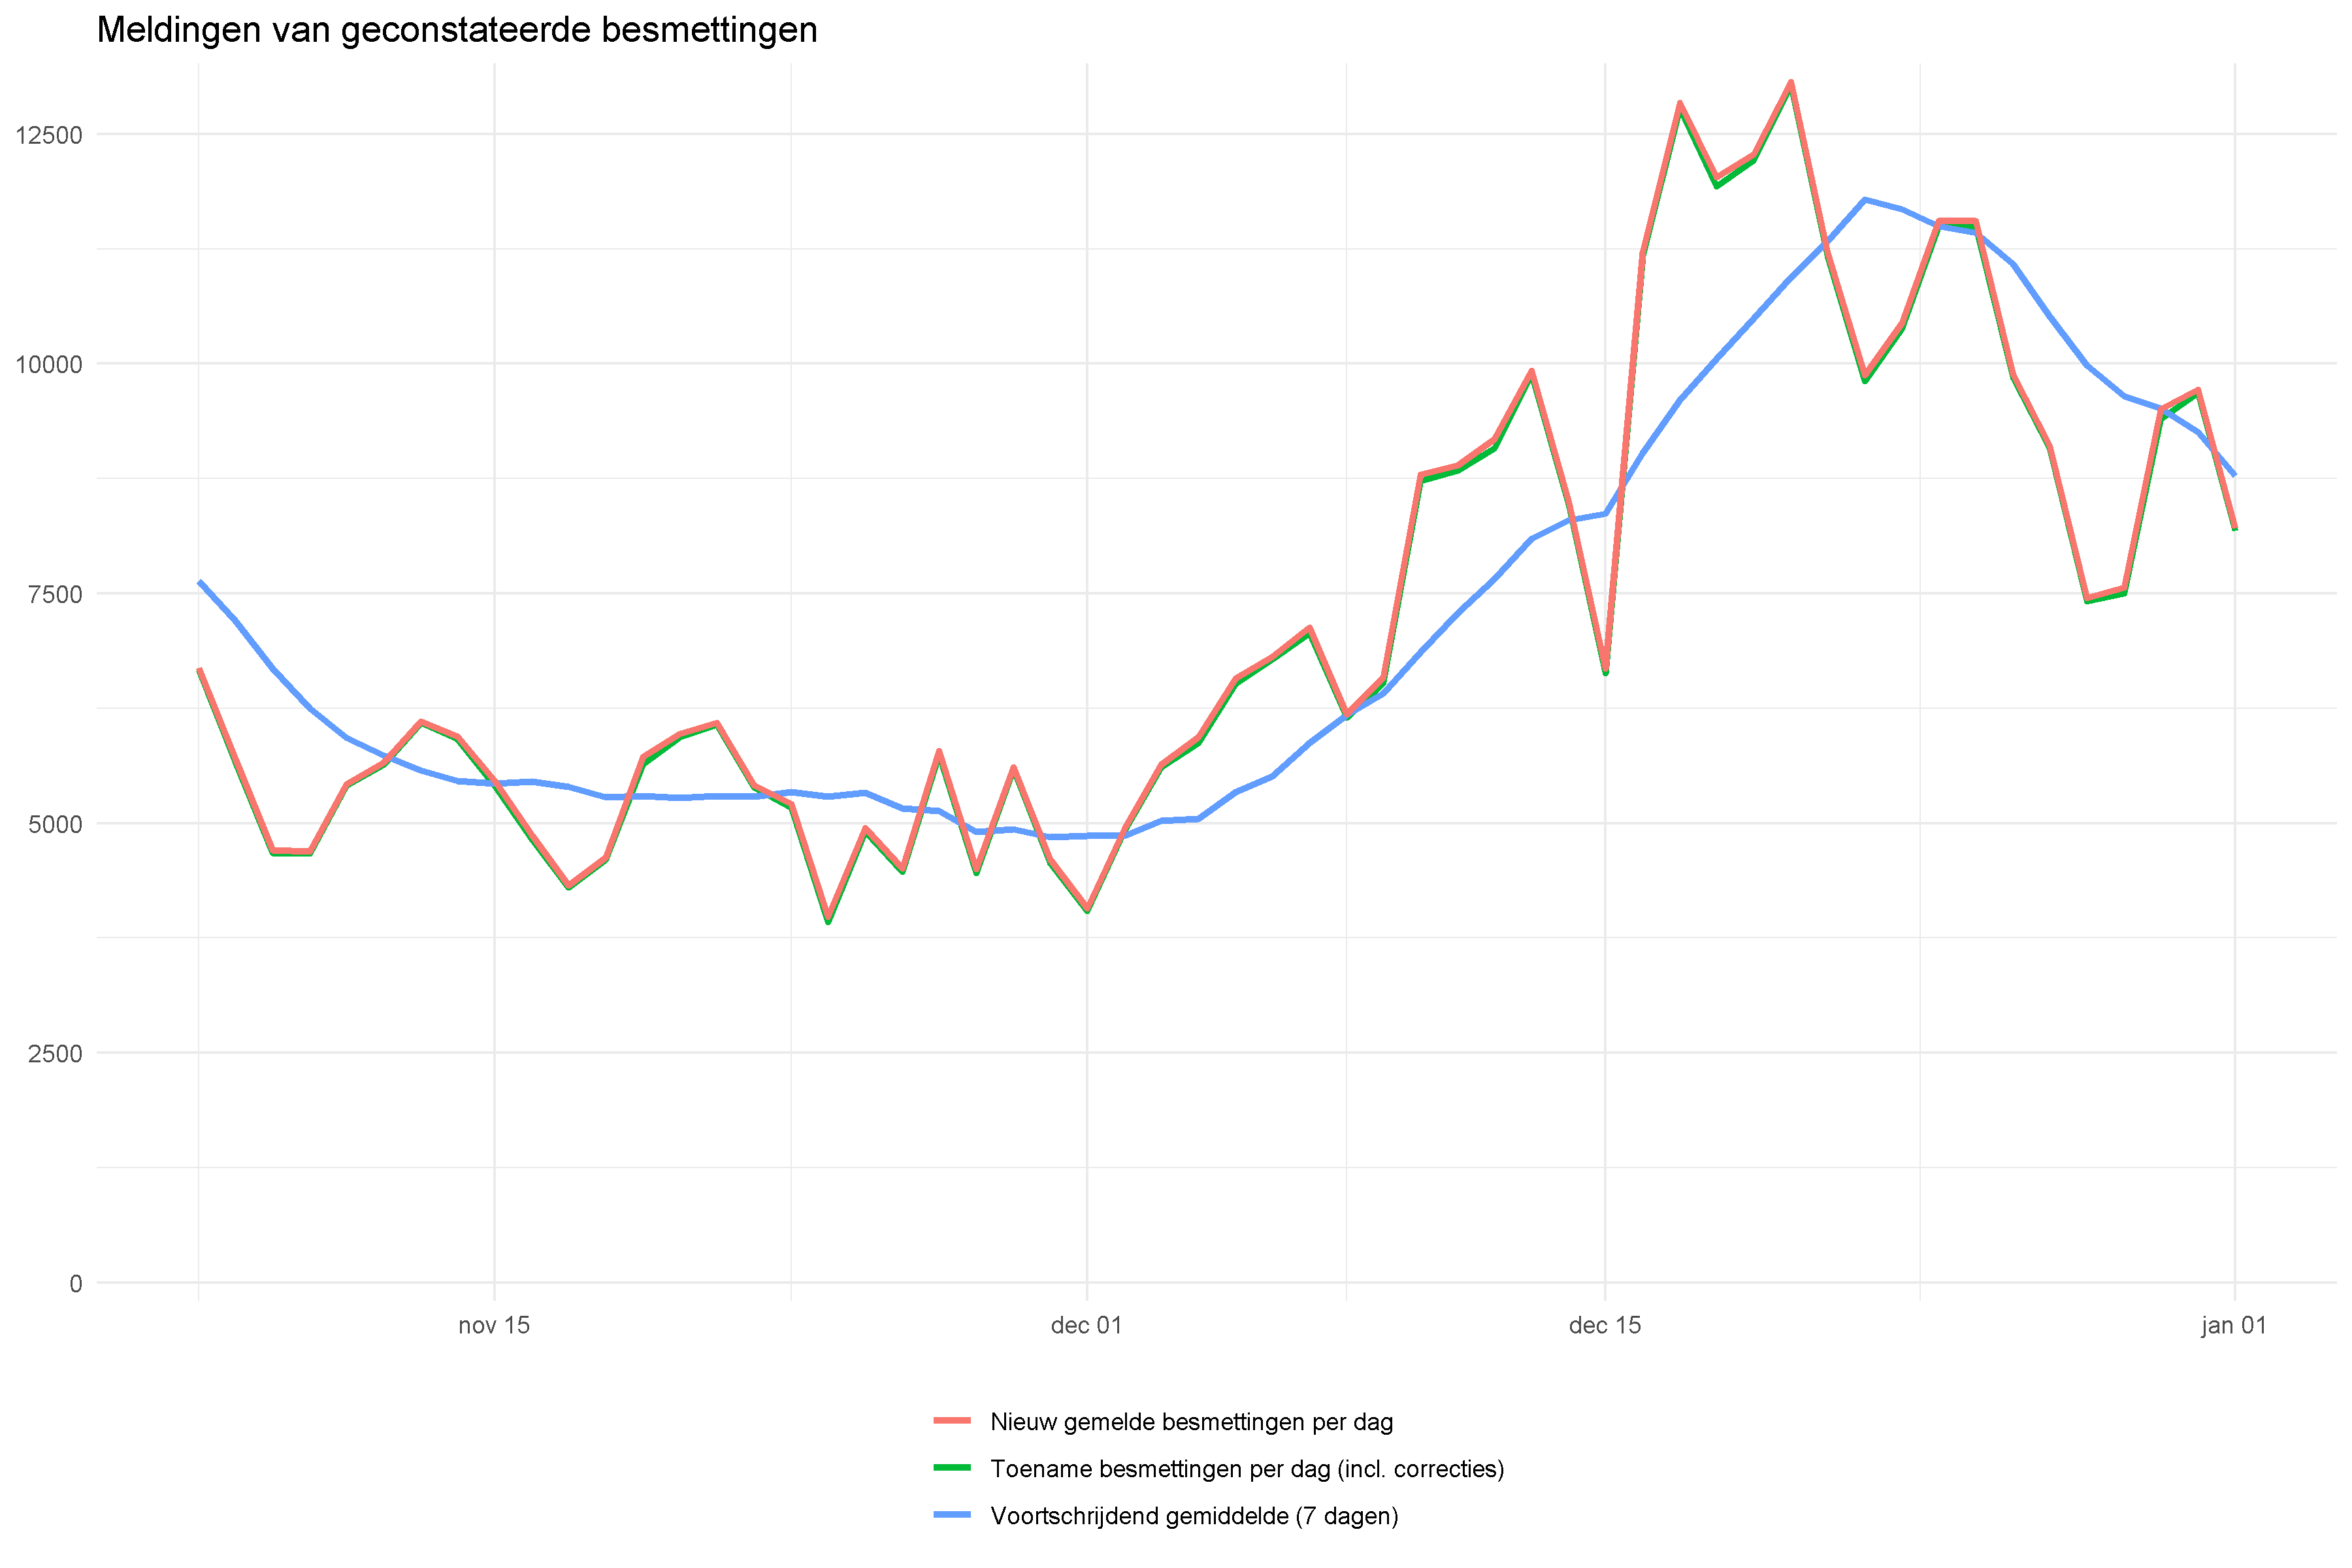 Meldingen van geconstateerde besmettingen
12500
10000
7500
5000
2500
0
nov 15
dec 01
dec 15
jan 01
Nieuw gemelde besmettingen per dag
Toename besmettingen per dag (incl. correcties)
Voortschrijdend gemiddelde (7 dagen)